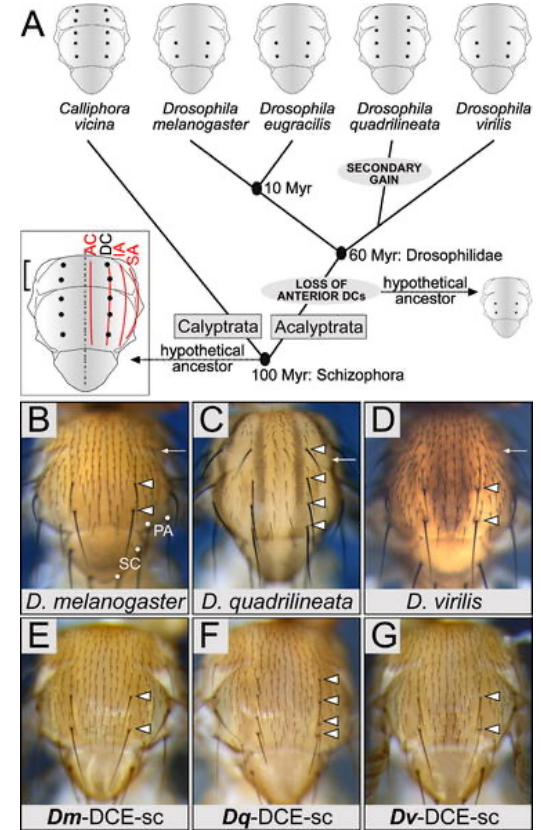 A
Calliphora vicina
Drosophila melanogaster
Drosophila eugracilis
Drosophila quadrilineata
Drosophila virilis
SECONDARY
GAIN
10 Myr
AC
DC
IA
SA
60 Myr: Drosophilidae
LOSS OF
ANTERIOR DCs
hypothetical
ancestor
Calyptrata
Acalyptrata
hypothetical
ancestor
100 Myr: Schizophora
B
C
D
PA
SC
D. melanogaster
D. quadrilineata
D. virilis
E
F
G
Dm-DCE-sc
Dq-DCE-sc
Dv-DCE-sc